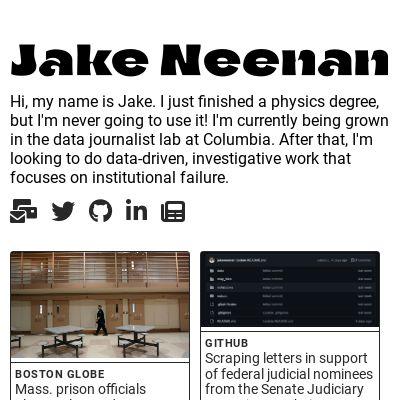 Jake Neenan
Hi, my name is Jake. I just finished a physics degree,
but I'm never going to use it! I'm currently being grown
in the data journalist lab at Columbia. After that, I'm
looking to do data-driven, investigative work that
focuses on institutional failure.
BOSTON GLOBE
Mass. prison officials
GITHUB
Scraping letters in support
of federal judicial nominees
from the Senate Judiciary